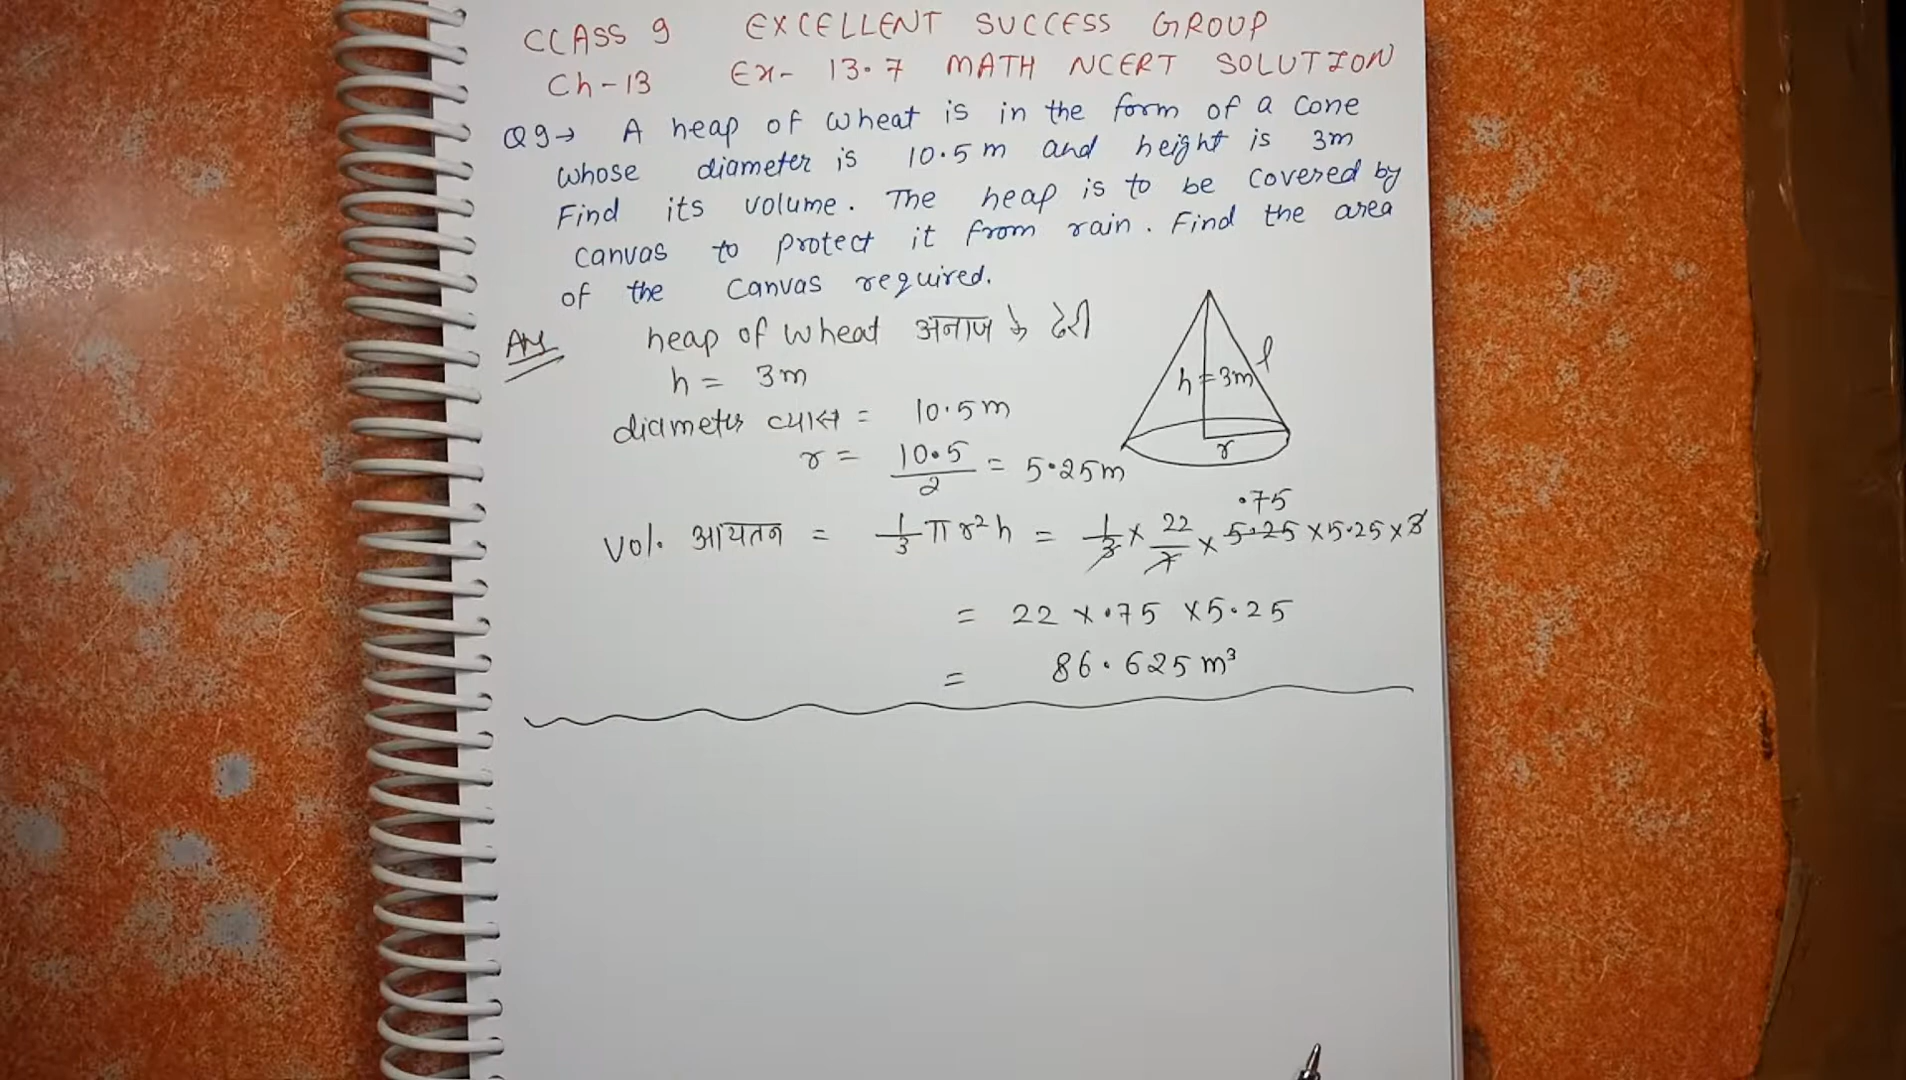 CLASS 9 EXCELLENT SUCCESS GROUP
Ch-13 Ex- 13.7 MATH NCERT SOLUTION
Q9→ A heap of wheat is in the form of a cone
whose diameter is 10.5 m and height is 3m
Find its volume. The heap is to be covered by
canvas to protect it from rain. Find the area
of the canvas required.
Ans heap of wheat अनाज के ढेरी
h = 3m
diameter व्यास = 10.5 m
r = 10.5/2 = 5.25m
h = 3m
l
r
Vol. आयतन = 1/3 π r² h = 1/3 × 22/7 × 5.25 × 5.25 × 3
.75
= 22 × .75 × 5.25
= 86.625 m³